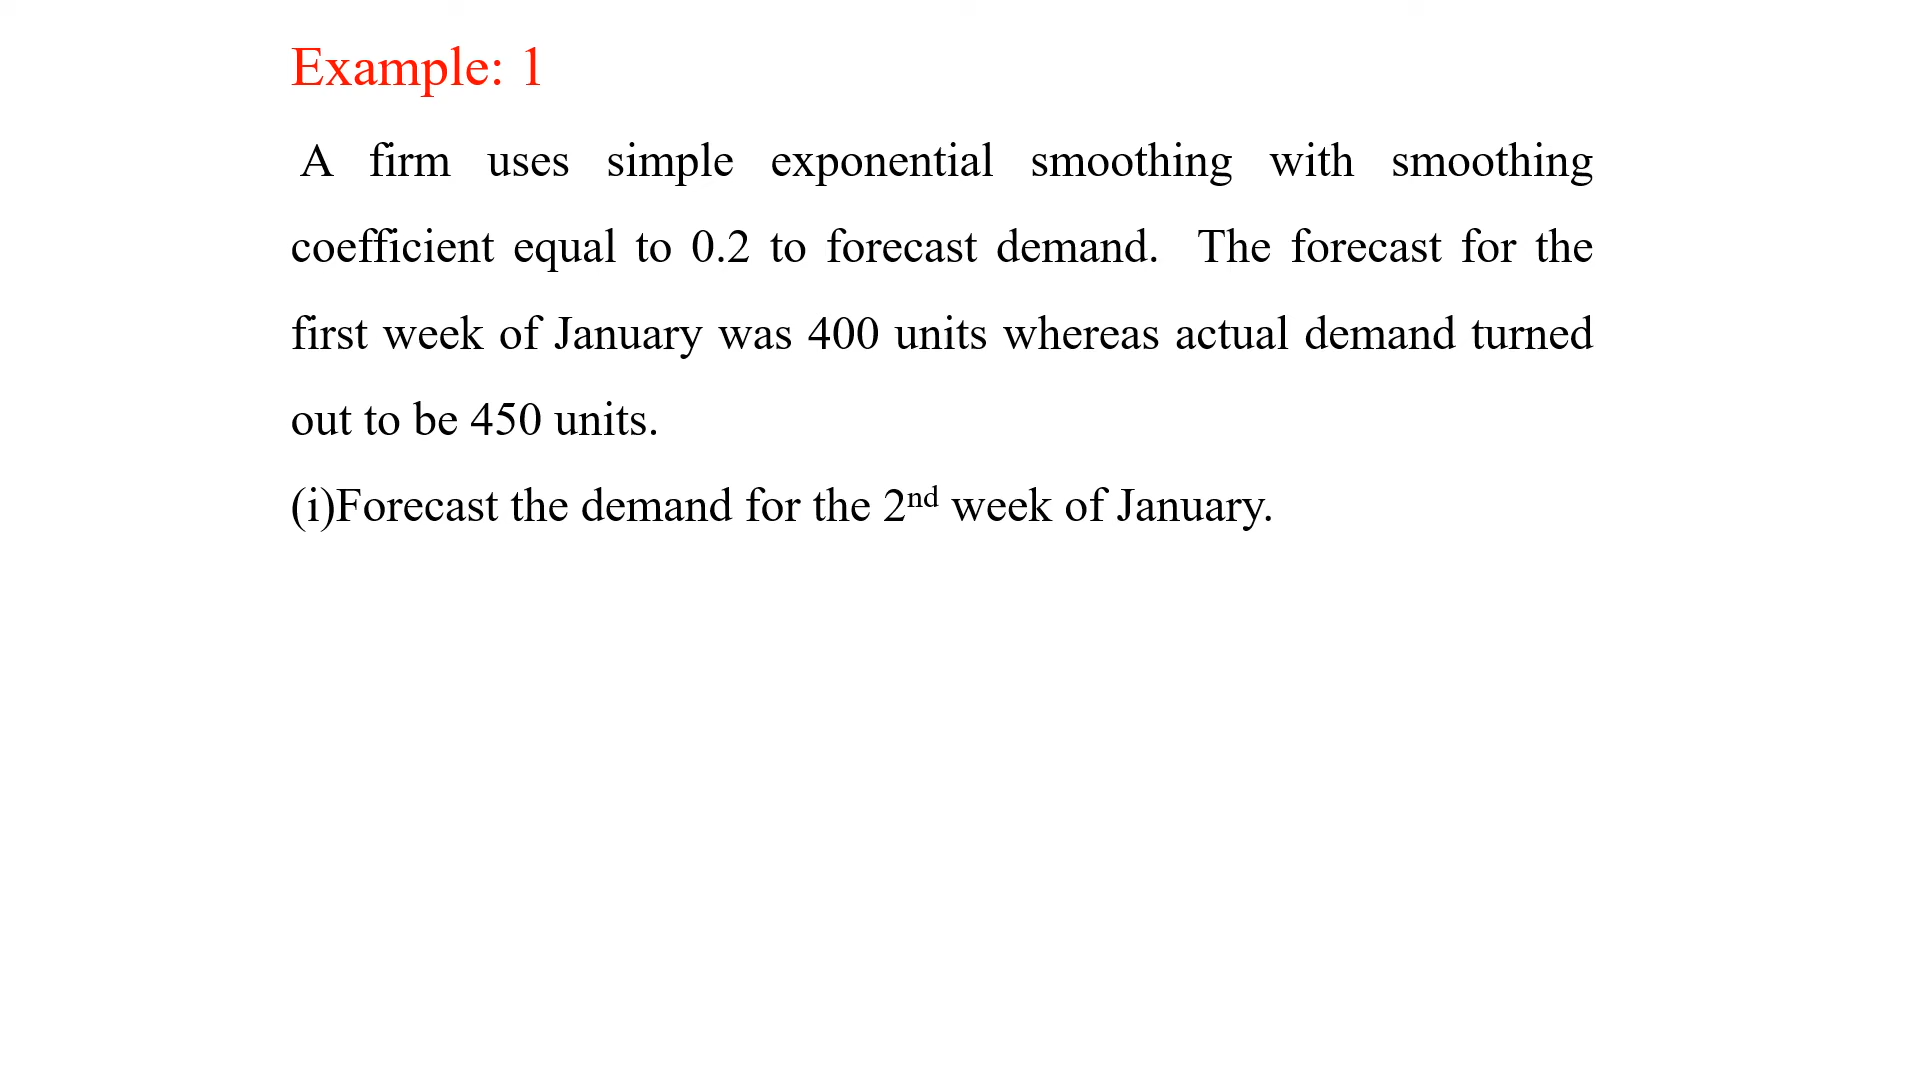 Example: 1
A firm uses simple exponential smoothing with smoothing
coefficient equal to 0.2 to forecast demand. The forecast for the
first week of January was 400 units whereas actual demand turned
out to be 450 units.
(i)Forecast the demand for the 2nd week of January.